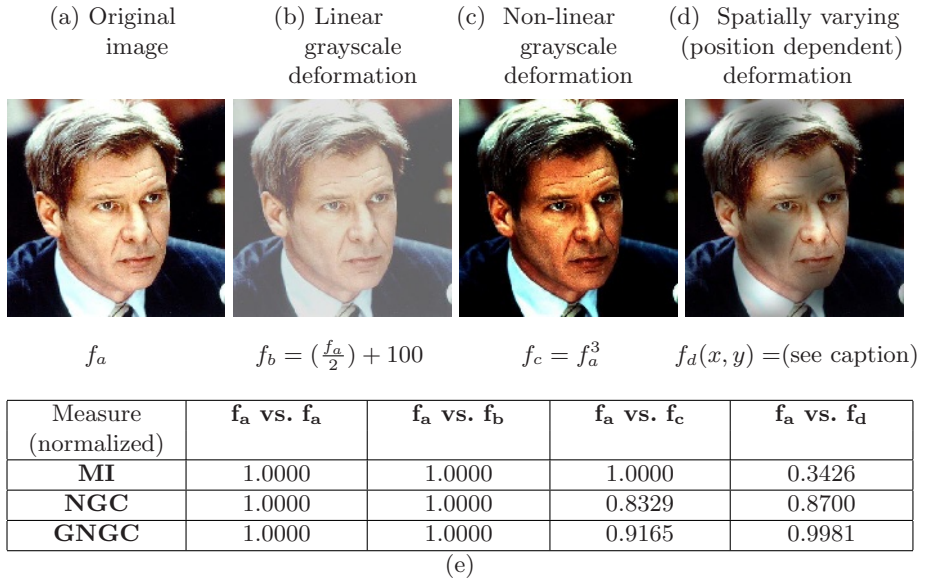 (a) Original image
(b) Linear grayscale deformation
(c) Non-linear grayscale deformation
(d) Spatially varying (position dependent) deformation
f_a
f_b = (f_a/2) + 100
f_c = f_a^3
f_d(x, y) =(see caption)
Measure (normalized) f_a vs. f_a f_a vs. f_b f_a vs. f_c f_a vs. f_d
MI 1.0000 1.0000 1.0000 0.3426
NGC 1.0000 1.0000 0.8329 0.8700
GNGC 1.0000 1.0000 0.9165 0.9981
(e)